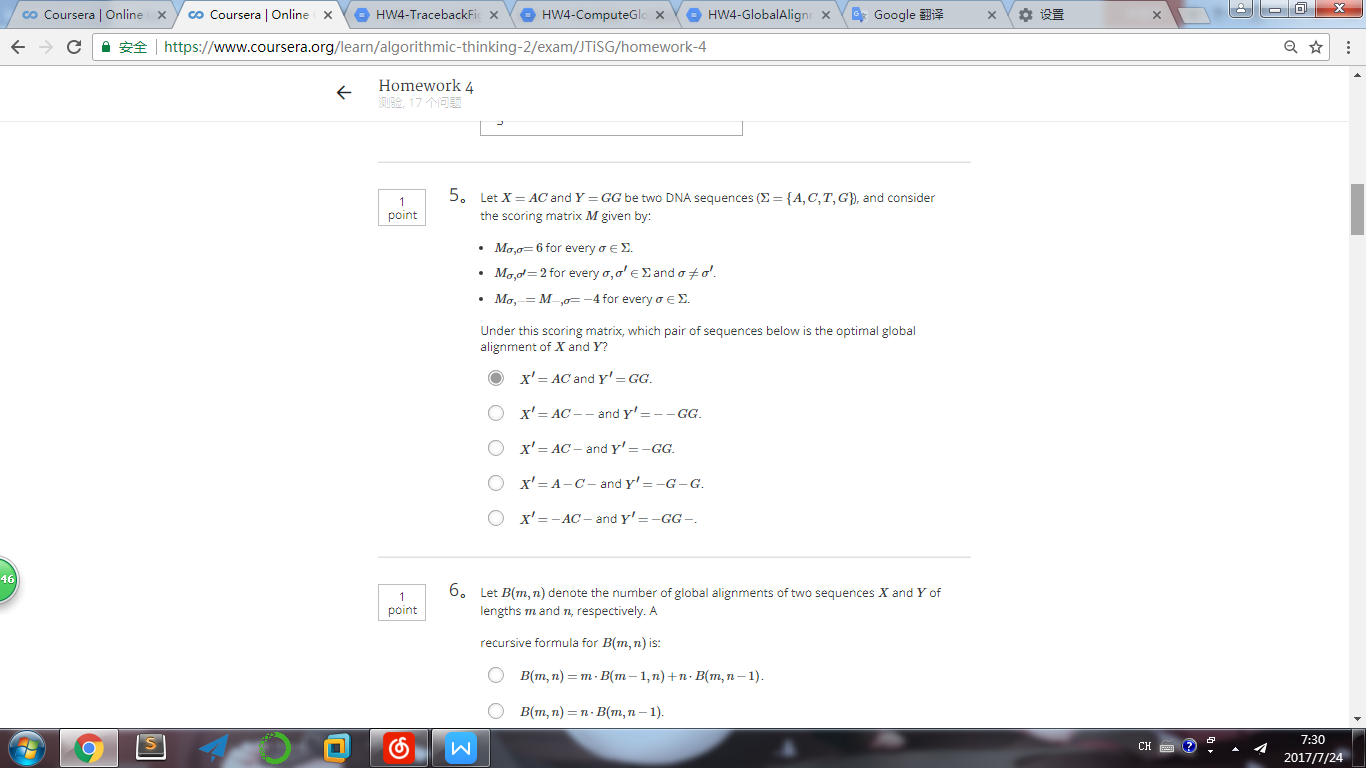 Coursera | Online
Coursera | Online
HW4-TracebackFi
HW4-ComputeGlo
HW4-GlobalAlignm
Google 翻译
设置
安全 https://www.coursera.org/learn/algorithmic-thinking-2/exam/JTiSG/homework-4
Homework 4
测验, 17 个问题
1
point
5。
Let X = AC and Y = GG be two DNA sequences (Σ = {A, C, T, G}), and consider
the scoring matrix M given by:
• Mσ,σ= 6 for every σ ∈ Σ.
• Mσ,σ′= 2 for every σ, σ′ ∈ Σ and σ ≠ σ′.
• Mσ,−= M−,σ= −4 for every σ ∈ Σ.
Under this scoring matrix, which pair of sequences below is the optimal global
alignment of X and Y?
X′ = AC and Y′ = GG.
X′ = AC − − and Y′ = − − GG.
X′ = AC − and Y′ = −GG.
X′ = A − C − and Y′ = −G − G.
X′ = −AC − and Y′ = −GG −.
1
point
6。
Let B(m, n) denote the number of global alignments of two sequences X and Y of
lengths m and n, respectively. A
recursive formula for B(m, n) is:
B(m, n) = m · B(m − 1, n) + n · B(m, n − 1).
B(m, n) = n · B(m, n − 1).
46
CH
7:30
2017/7/24